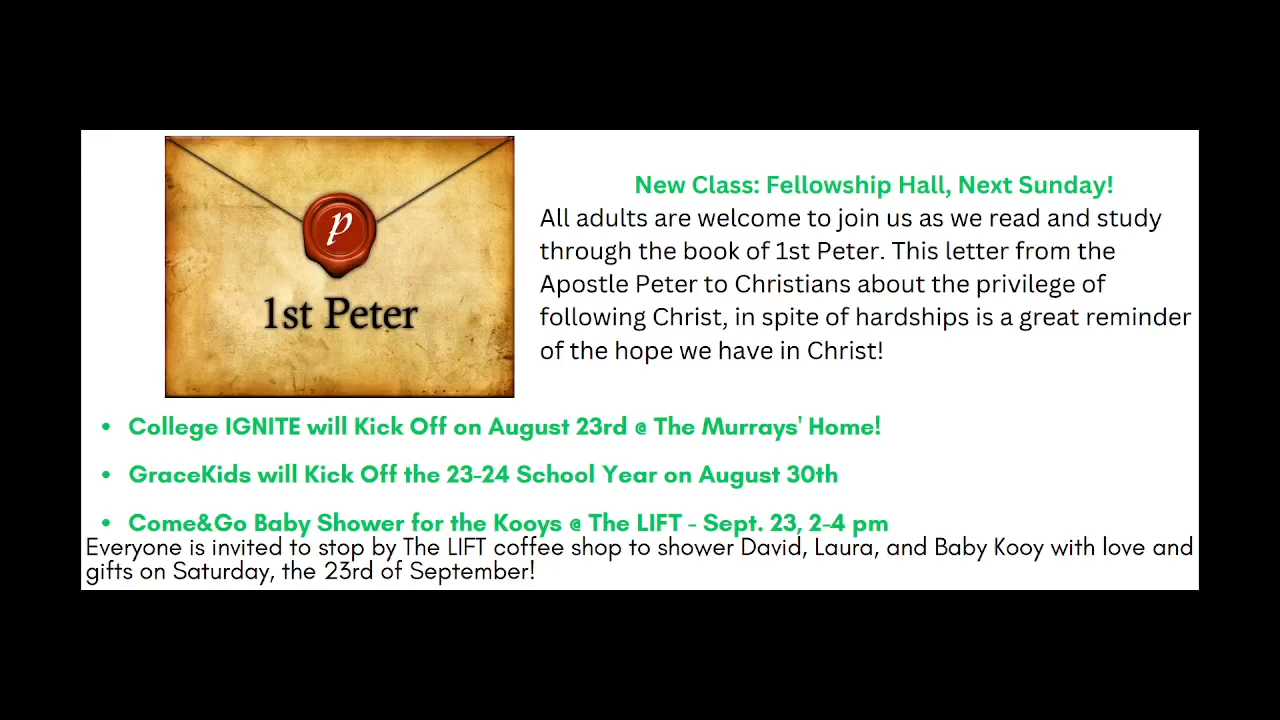 p
1st Peter
New Class: Fellowship Hall, Next Sunday!
All adults are welcome to join us as we read and study
through the book of 1st Peter. This letter from the
Apostle Peter to Christians about the privilege of
following Christ, in spite of hardships is a great reminder
of the hope we have in Christ!
• College IGNITE will Kick Off on August 23rd @ The Murrays' Home!
• GraceKids will Kick Off the 23-24 School Year on August 30th
• Come&Go Baby Shower for the Kooys @ The LIFT - Sept. 23, 2-4 pm
Everyone is invited to stop by The LIFT coffee shop to shower David, Laura, and Baby Kooy with love and
gifts on Saturday, the 23rd of September!